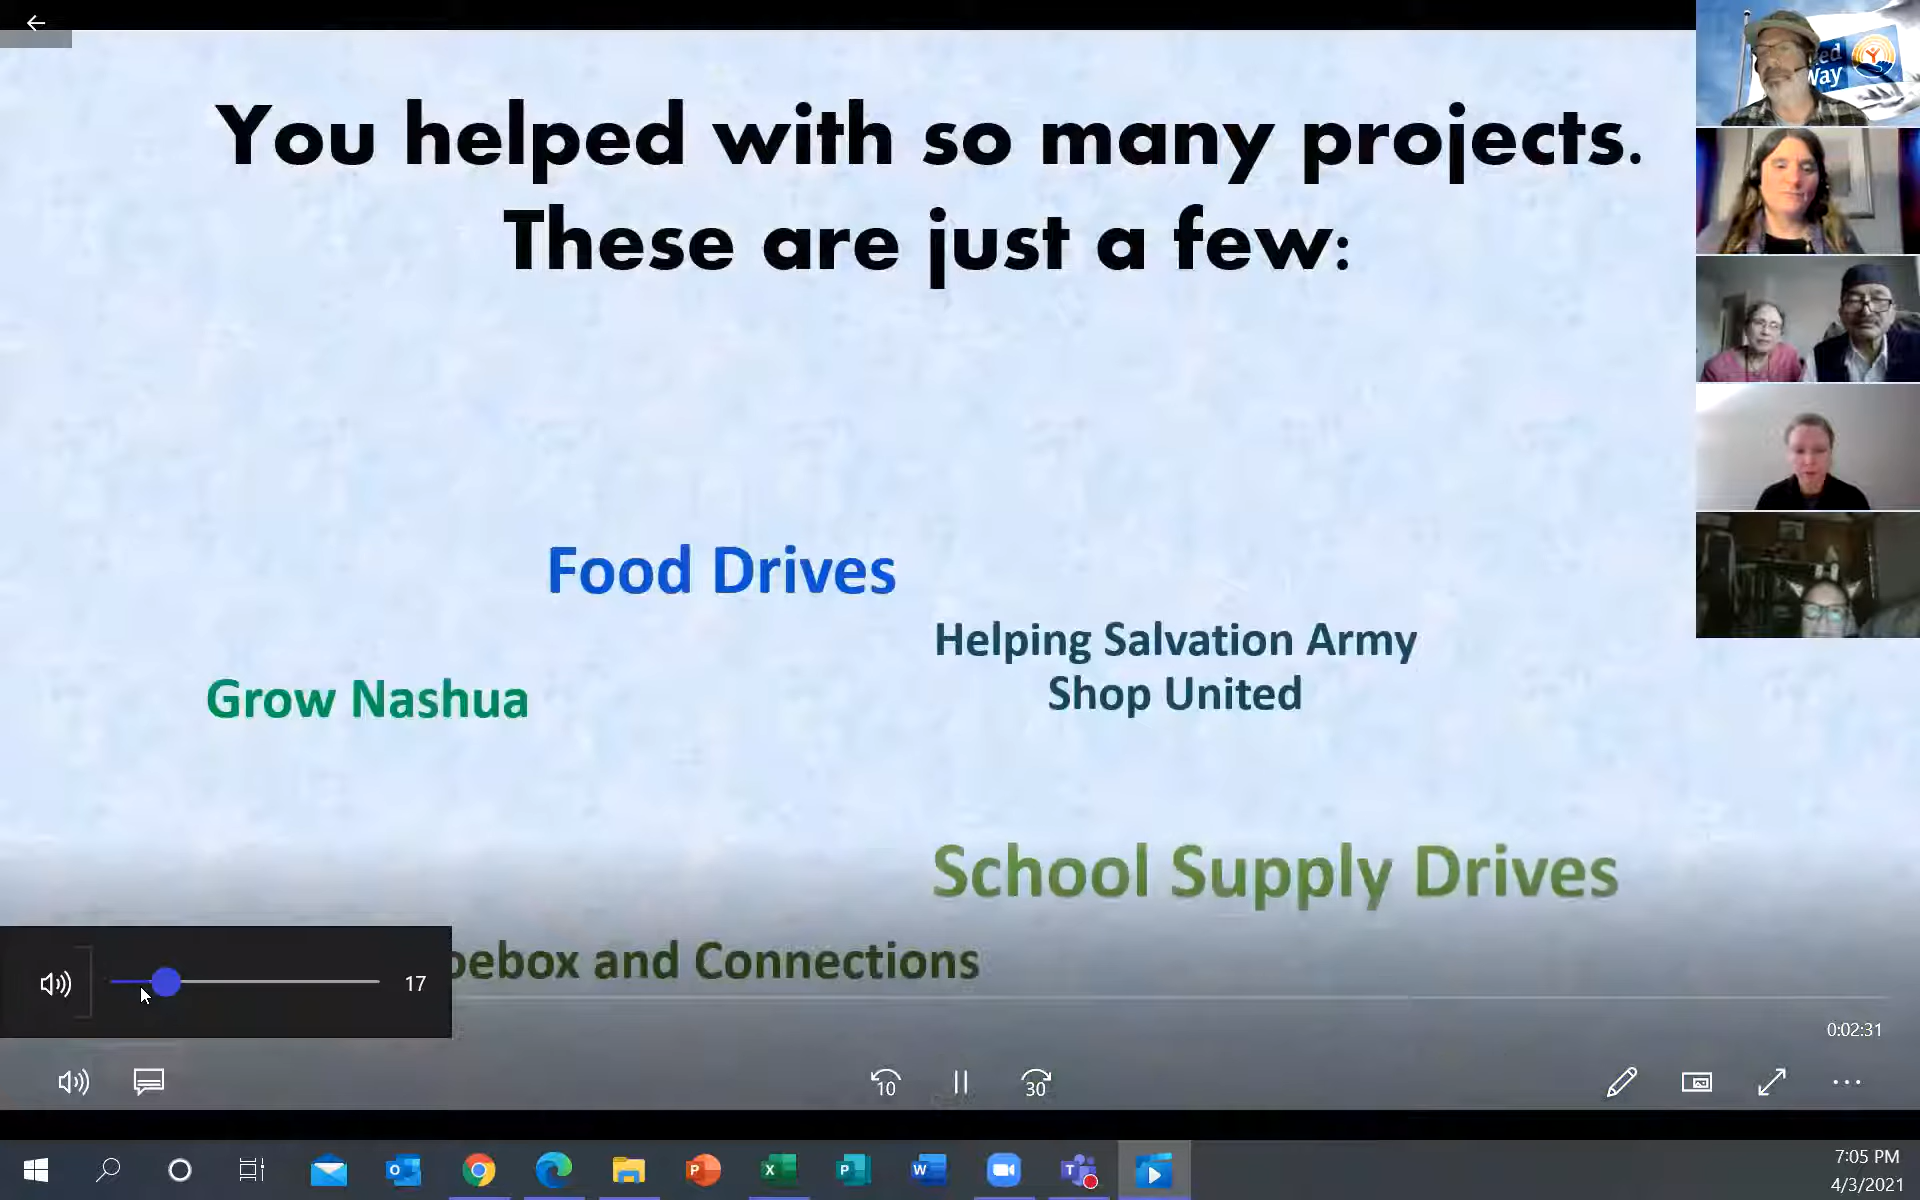 You helped with so many projects.
These are just a few:
Food Drives
Helping Salvation Army
Shop United
Grow Nashua
School Supply Drives
and Connections
17
0:02:31
10
30
Way
7:05 PM
4/3/2021